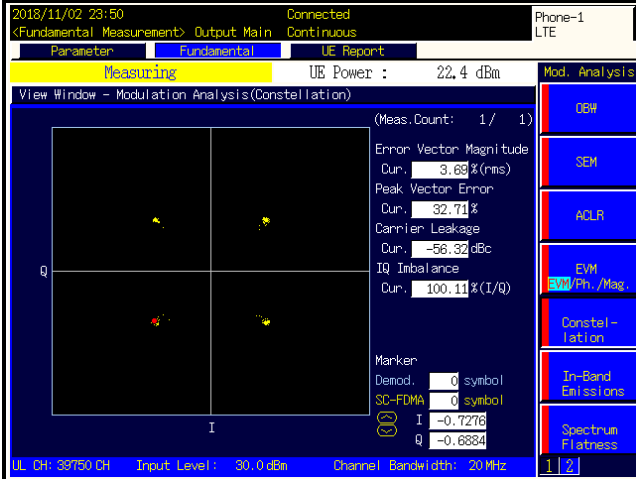 2018/11/02 23:50 Connected Phone-1
<Fundamental Measurement> Output Main Continuous LTE
Parameter Fundamental UE Report
Measuring UE Power : 22.4 dBm Mod. Analysis
View Window - Modulation Analysis(Constellation)
(Meas.Count: 1/ 1)
OBW
Error Vector Magnitude
Cur. 3.69 %(rms)
SEM
Peak Vector Error
Cur. 32.71 %
Carrier Leakage
ACLR
Cur. -56.32 dBc
IQ Imbalance
Cur. 100.11 %(I/Q)
EVM
EVM/Ph./Mag.
Q
Constel-
lation
Marker
Demod. 0 symbol
SC-FDMA 0 symbol
I -0.7276
Q -0.6884
In-Band
Emissions
I
Spectrum
Flatness
UL CH: 39750 CH Input Level: 30.0 dBm Channel Bandwidth: 20 MHz 1 2